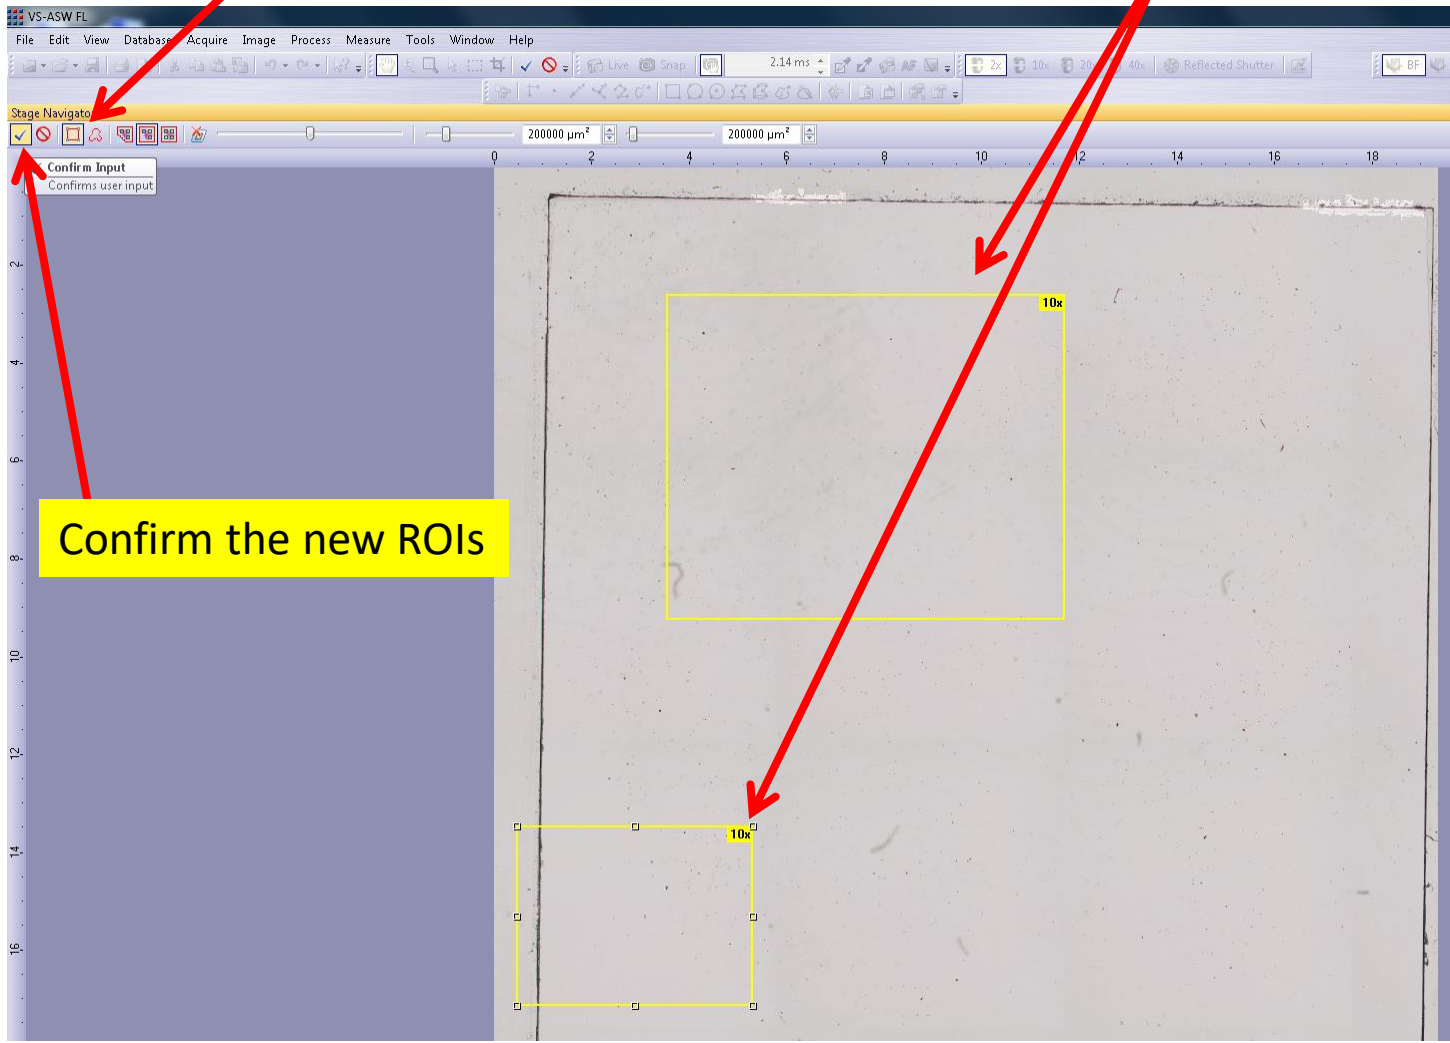 VS-ASW FL
File Edit View Database Acquire Image Process Measure Tools Window Help
Live Snap 2.14 ms AF 2x 10x 20x 40x Reflected Shutter BF
Stage Navigator
200000 µm² 200000 µm²
Confirm Input
Confirms user input
0 2 4 6 8 10 12 14 16 18
2
4
6
8
10
12
14
16
10x
Confirm the new ROIs
10x